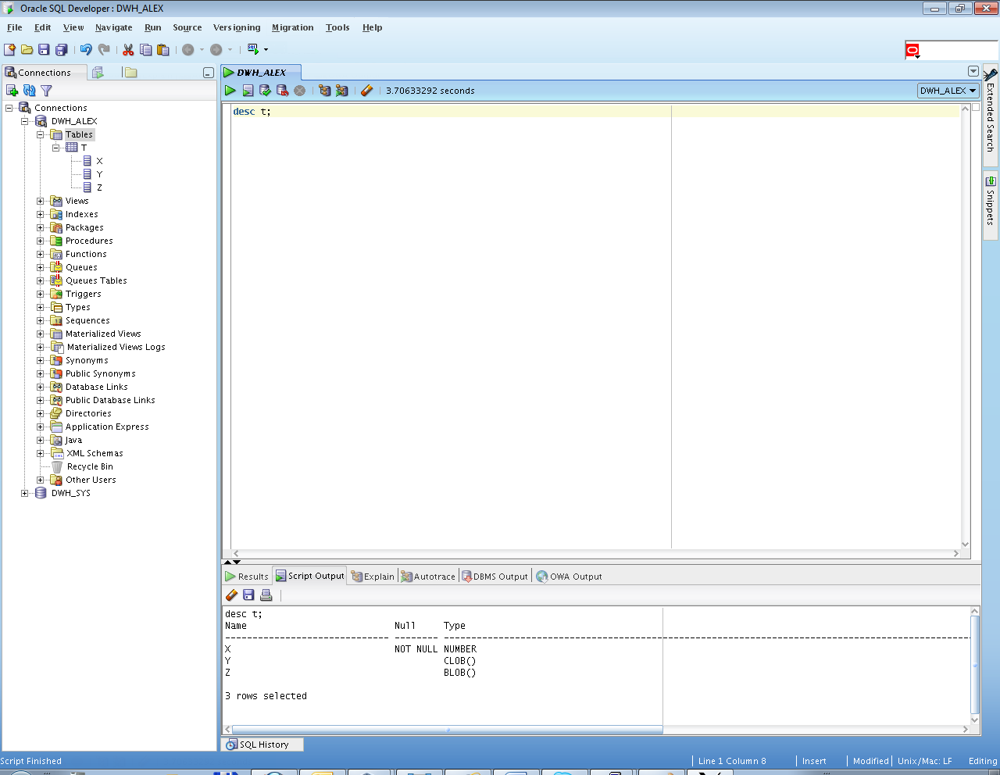 Oracle SQL Developer : DWH_ALEX
File Edit View Navigate Run Source Versioning Migration Tools Help
Connections
DWH_ALEX
3.70633292 seconds
DWH_ALEX
Connections
DWH_ALEX
Tables
T
X
Y
Z
Views
Indexes
Packages
Procedures
Functions
Queues
Queues Tables
Triggers
Types
Sequences
Materialized Views
Materialized Views Logs
Synonyms
Public Synonyms
Database Links
Public Database Links
Directories
Application Express
Java
XML Schemas
Recycle Bin
Other Users
DWH_SYS
desc t;
Extended Search
Snippets
Results Script Output Explain Autotrace DBMS Output OWA Output
desc t;
Name Null Type
------------------------------ -------- ----------------------------------------------------------------------------------------
X NOT NULL NUMBER
Y CLOB()
Z BLOB()
3 rows selected
SQL History
Script Finished
Line 1 Column 8 Insert Modified Unix/Mac: LF Editing